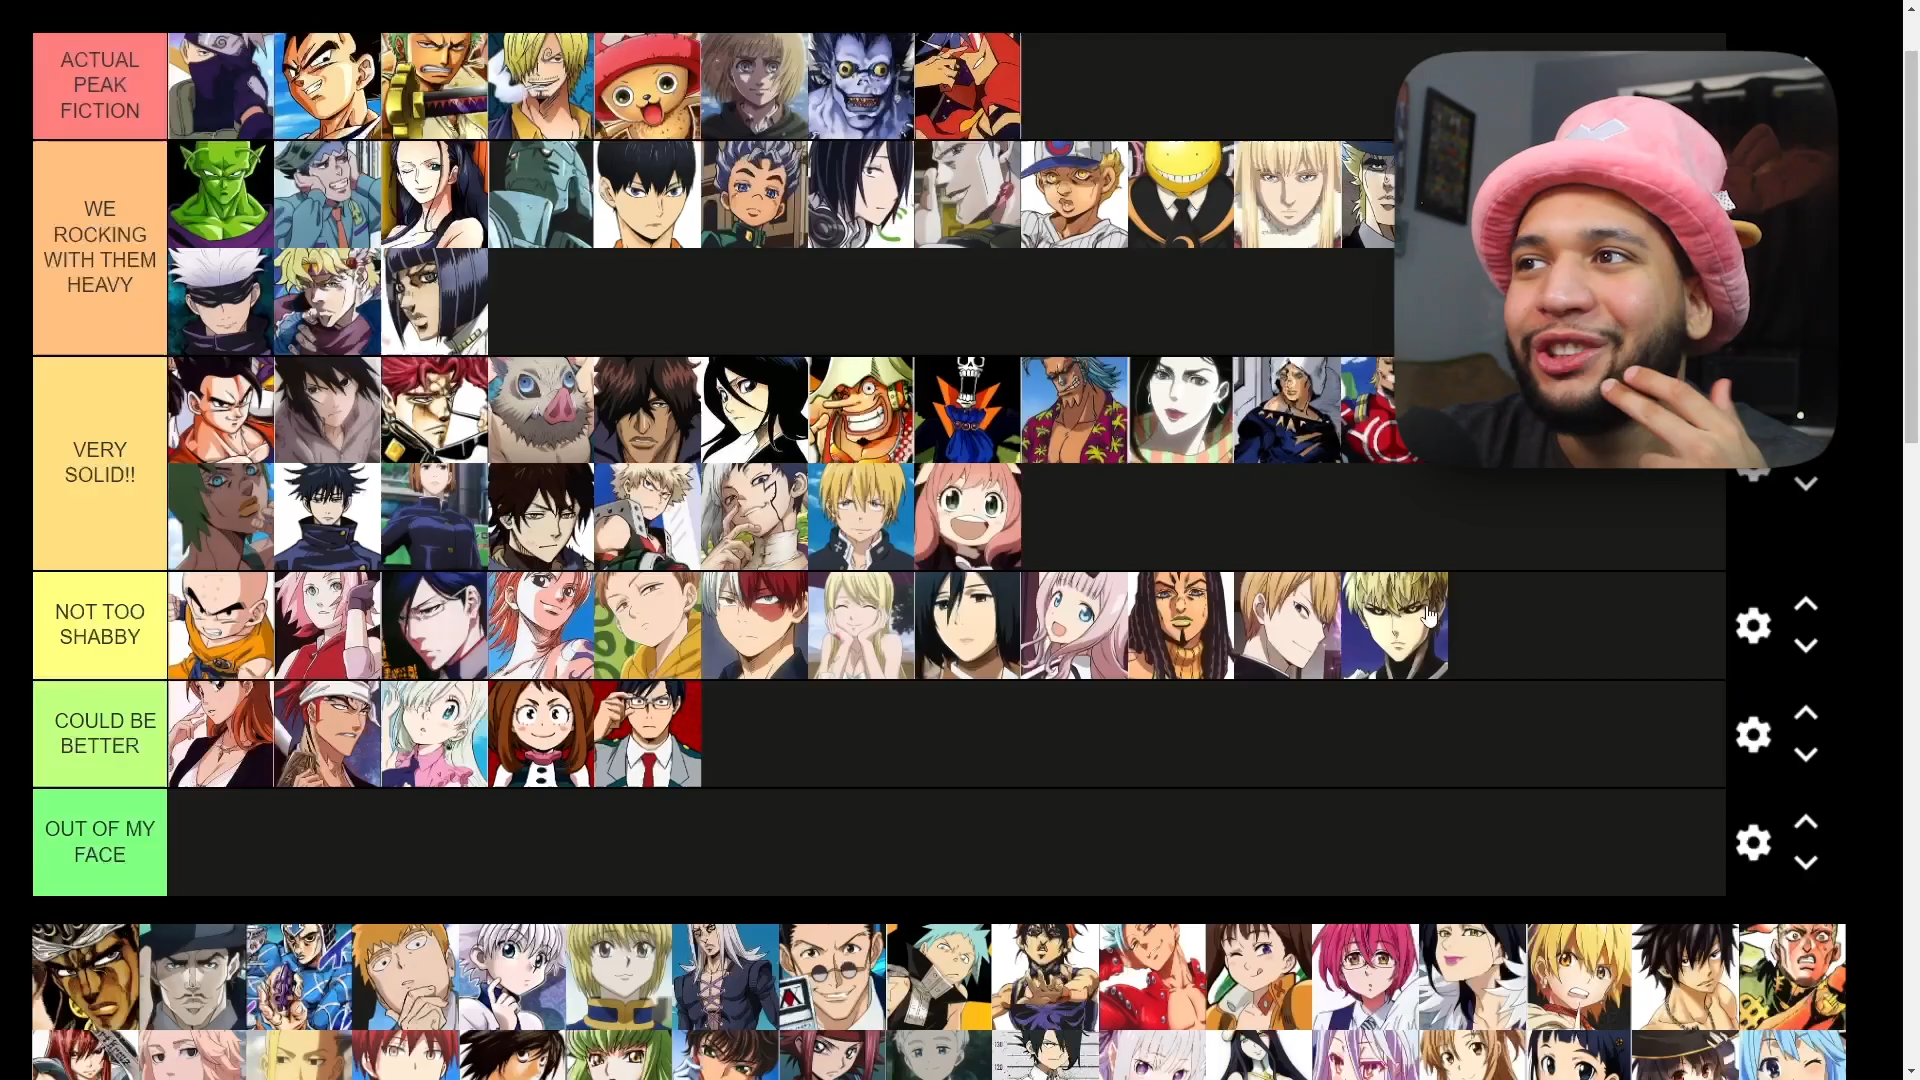 ACTUAL
PEAK
FICTION
WE
ROCKING
WITH THEM
HEAVY
VERY
SOLID!!
NOT TOO
SHABBY
COULD BE
BETTER
OUT OF MY
FACE